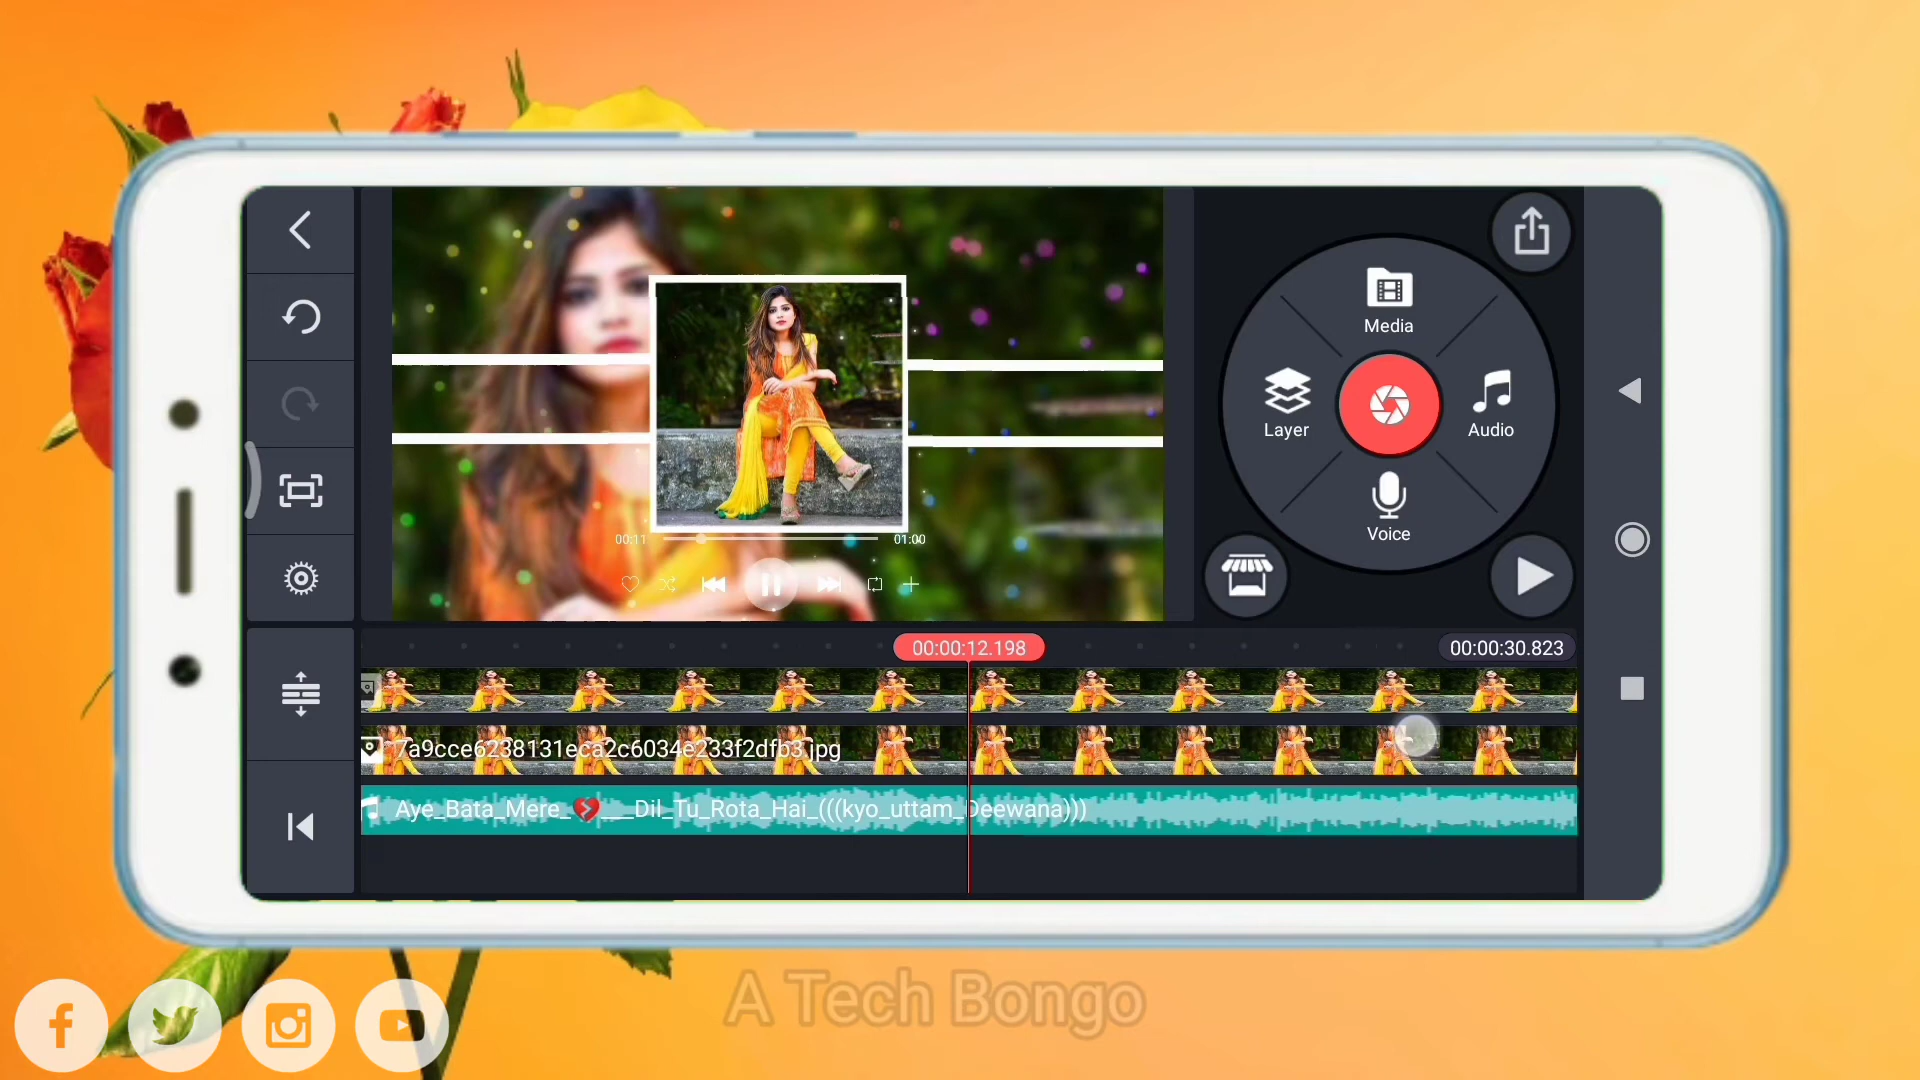 Media
Layer
Audio
Voice
00:11
01:00
00:00:12.198
00:00:30.823
7a9cce6238131eca2c6034e233f2dfb3.jpg
Aye_Bata_Mere_💔___Dil_Tu_Rota_Hai_(((kyo_uttam_Deewana)))
A Tech Bongo